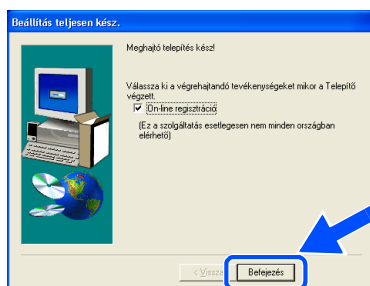 Beállítás teljesen kész.
Meghajtó telepítés kész!
Válassza ki a végrehajtandó tevékenységeket mikor a Telepítő
végzett.
On-line regisztráció
(Ez a szolgáltatás esetlegesen nem minden országban
elérhető)
< Vissza
Befejezés